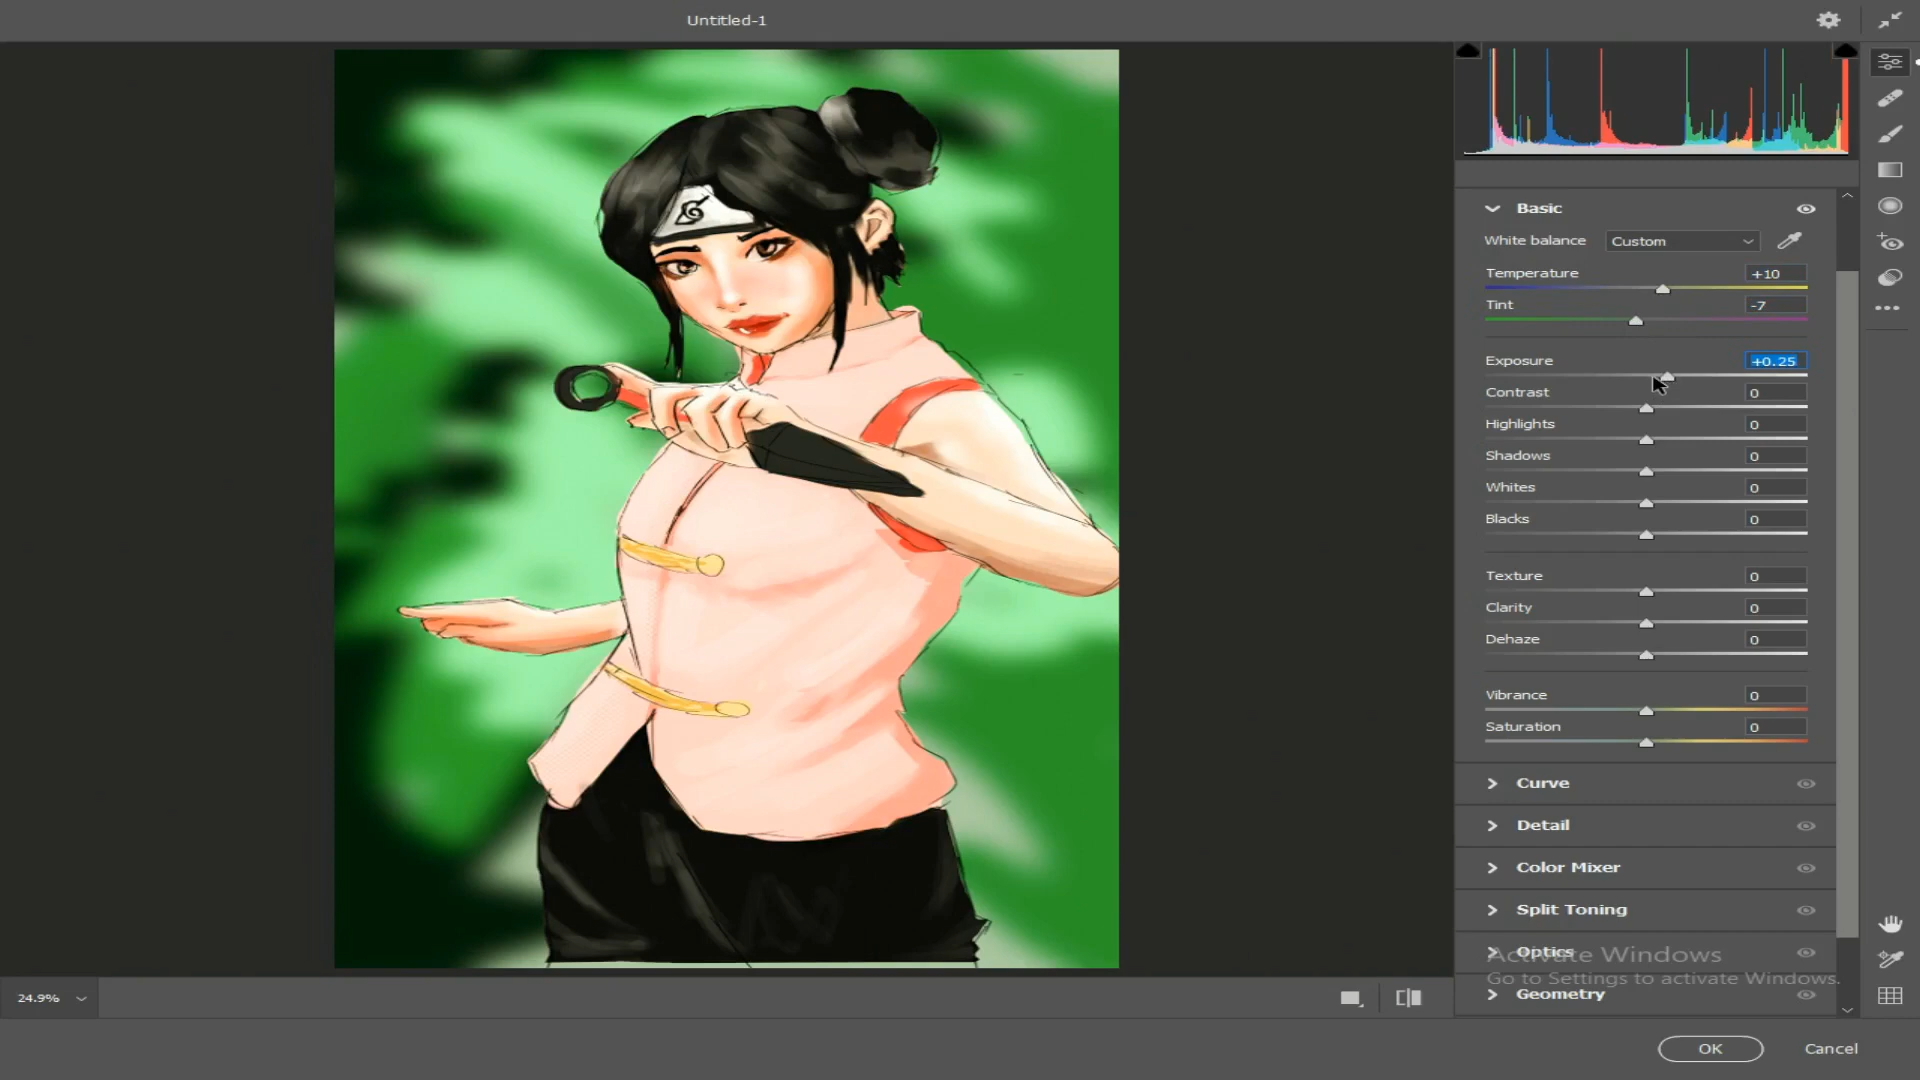 Untitled-1
Basic
White balance Custom
Temperature +10
Tint -7
Exposure +0.25
Contrast 0
Highlights 0
Shadows 0
Whites 0
Blacks 0
Texture 0
Clarity 0
Dehaze 0
Vibrance 0
Saturation 0
Curve
Detail
Color Mixer
Split Toning
Optics
Activate Windows
Go to Settings to activate Windows.
Geometry
24.9%
OK Cancel